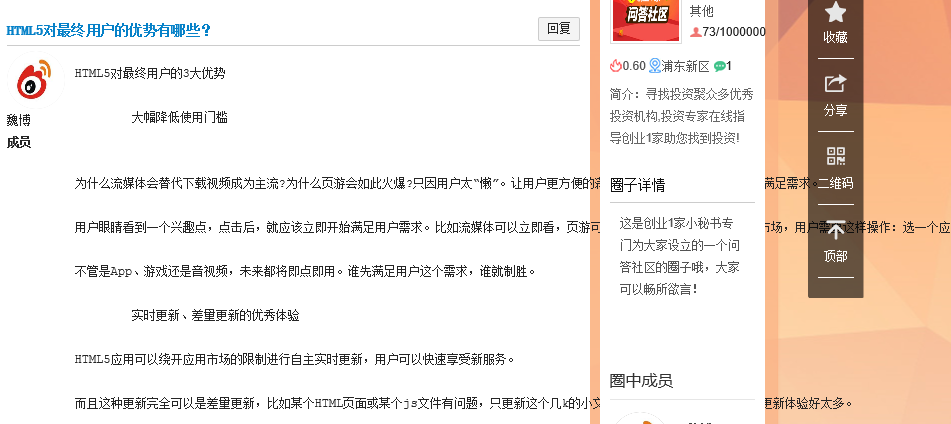 HTML5对最终用户的优势有哪些?
回复
魏博
成员
HTML5对最终用户的3大优势
大幅降低使用门槛
为什么流媒体会替代下载视频成为主流?为什么页游会如此火爆?只因用户太“懒”。让用户更方便的满
满足需求。
用户眼睛看到一个兴趣点，点击后，就应该立即开始满足用户需求。比如流媒体可以立即看，页游可
市场，用户需要这样操作：选一个应
不管是App、游戏还是音视频，未来都将即点即用。谁先满足用户这个需求，谁就制胜。
实时更新、差量更新的优秀体验
HTML5应用可以绕开应用市场的限制进行自主实时更新，用户可以快速享受新服务。
而且这种更新完全可以是差量更新，比如某个HTML页面或某个js文件有问题，只更新这个几k的小文
更新体验好太多。
问答社区
其他
73/1000000
0.60 浦东新区 1
简介：寻找投资聚众多优秀
投资机构,投资专家在线指
导创业1家助您找到投资!
圈子详情
这是创业1家小秘书专
门为大家设立的一个问
答社区的圈子哦，大家
可以畅所欲言!
圈中成员
收藏
分享
二维码
顶部